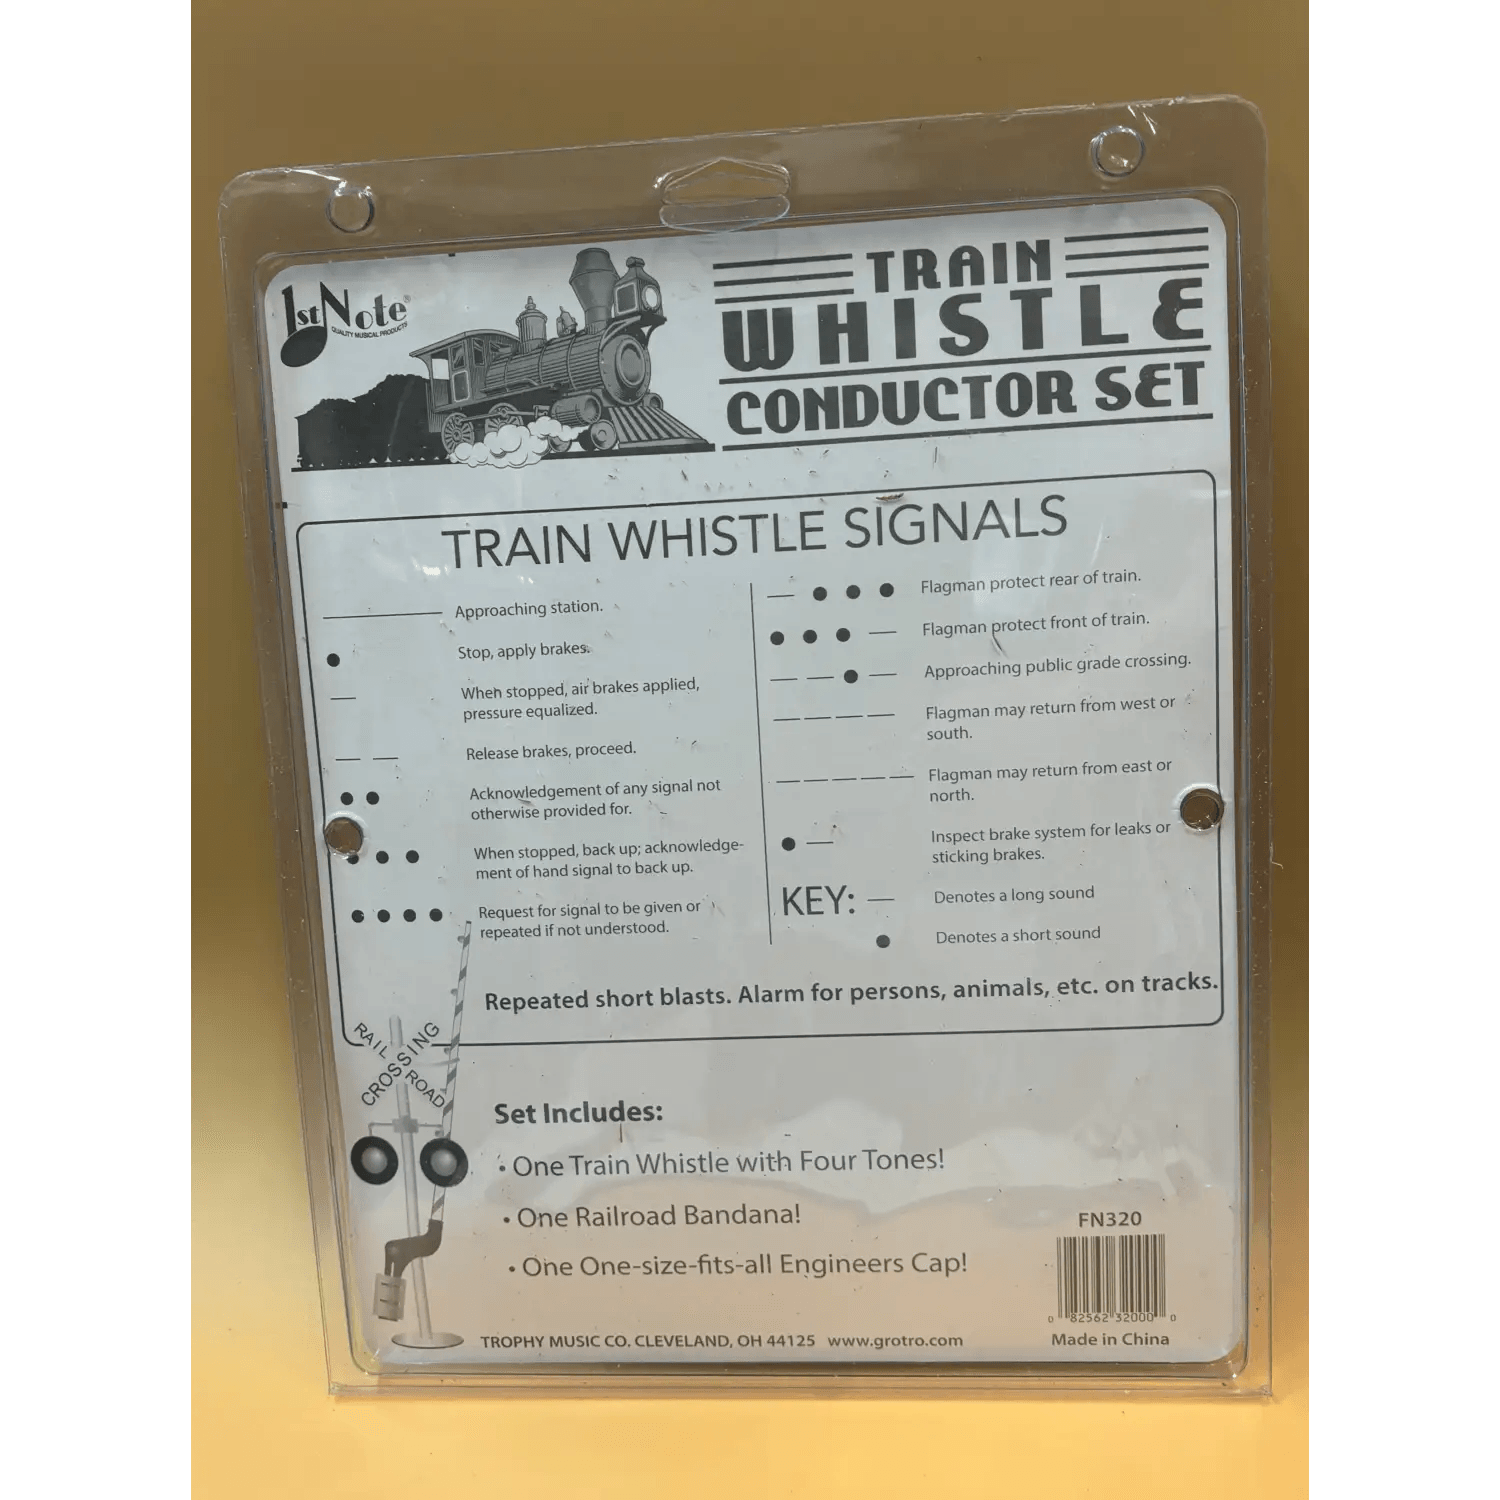 1st Note®
QUALITY MUSICAL PRODUCTS
TRAIN
WHISTLE
CONDUCTOR SET
TRAIN WHISTLE SIGNALS
Approaching station.
Stop, apply brakes.
When stopped, air brakes applied,
pressure equalized.
Release brakes, proceed.
Acknowledgement of any signal not
otherwise provided for.
When stopped, back up; acknowledge-
ment of hand signal to back up.
Request for signal to be given or
repeated if not understood.
Flagman protect rear of train.
Flagman protect front of train.
Approaching public grade crossing.
Flagman may return from west or
south.
Flagman may return from east or
north.
Inspect brake system for leaks or
sticking brakes.
KEY: — Denotes a long sound
● Denotes a short sound
Repeated short blasts. Alarm for persons, animals, etc. on tracks.
RAIL ROAD
CROSSING
Set Includes:
• One Train Whistle with Four Tones!
• One Railroad Bandana!
• One One-size-fits-all Engineers Cap!
FN320
0 82562 32000 0
Made in China
TROPHY MUSIC CO. CLEVELAND, OH 44125 www.grotro.com